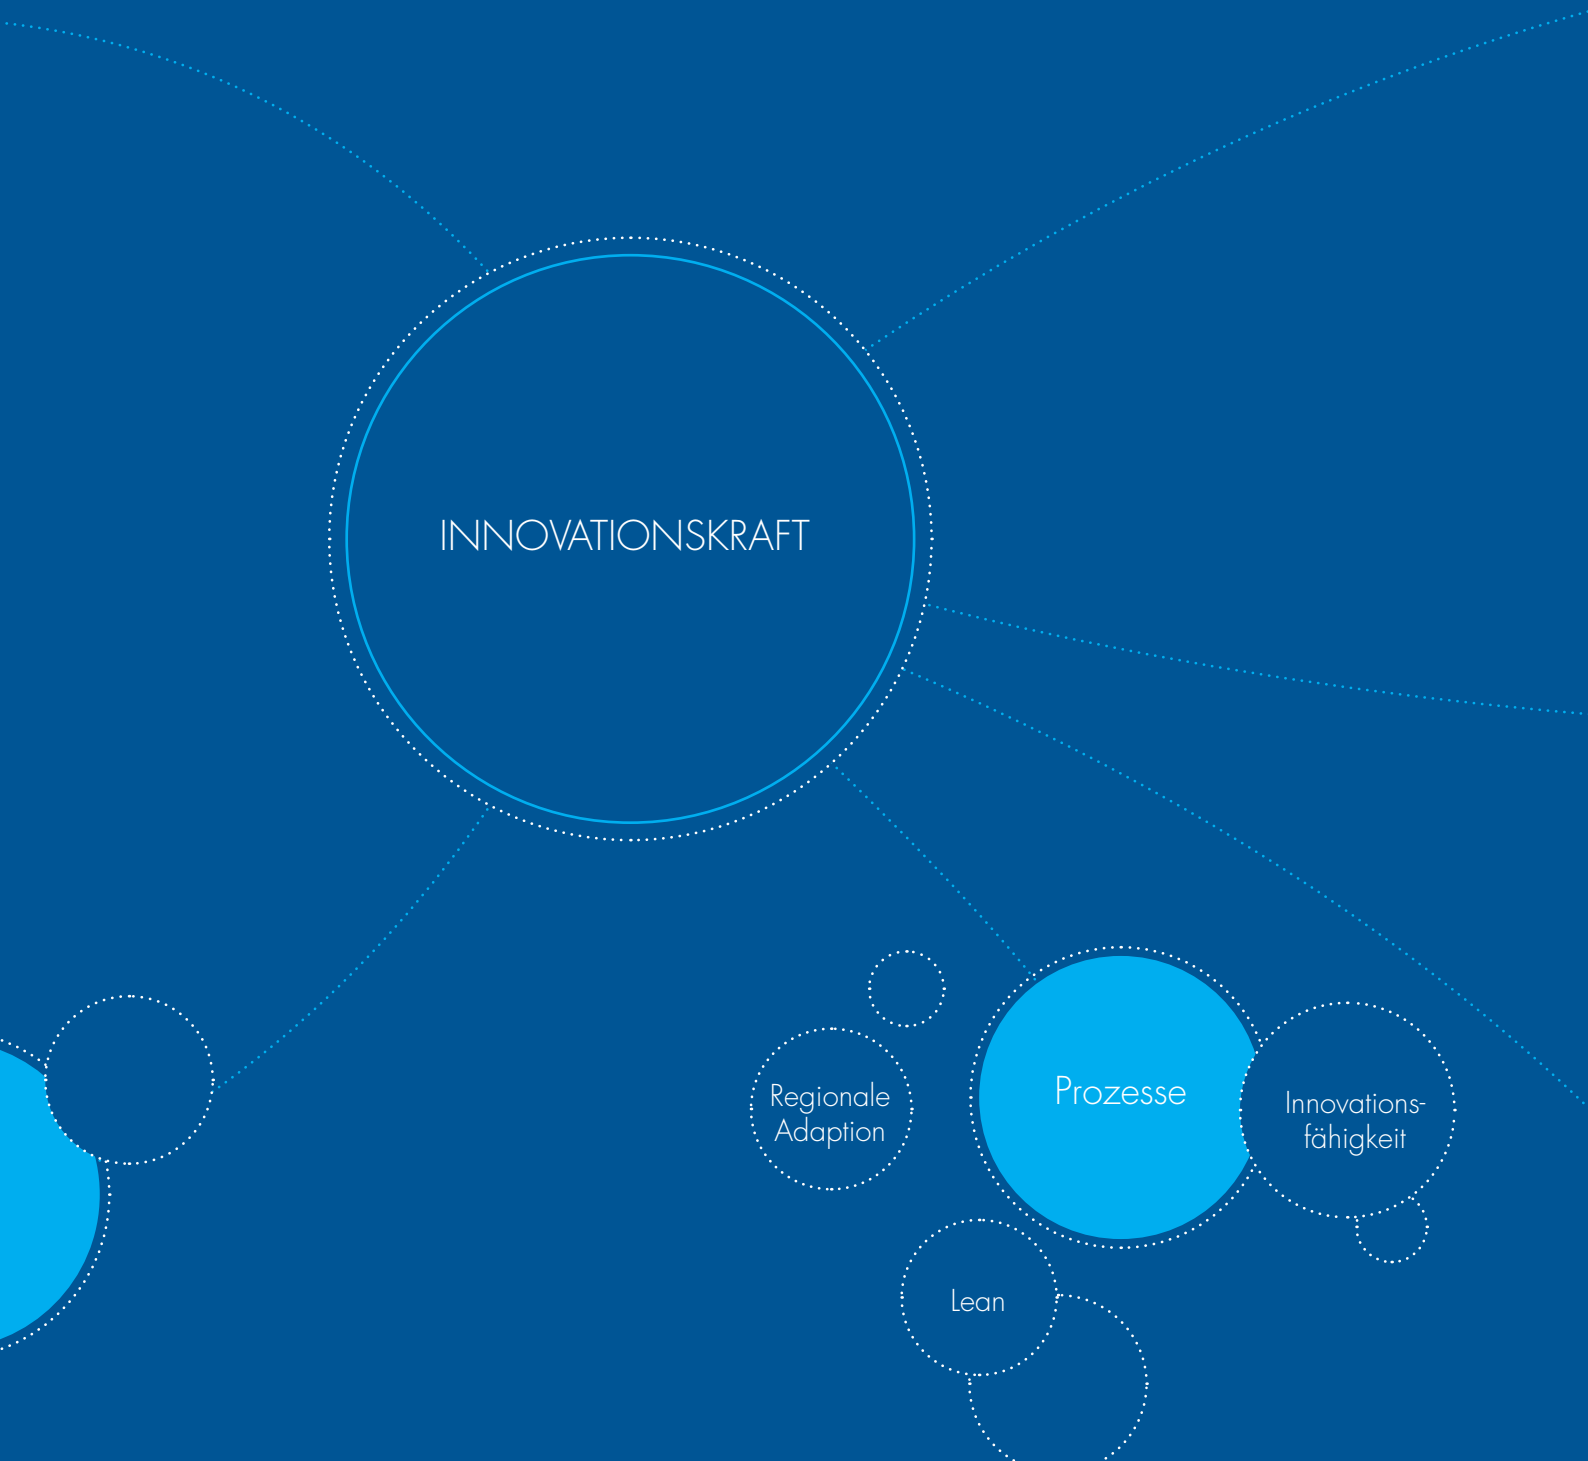 INNOVATIONSKRAFT
Prozesse
Regionale
Adaption
Innovations-
fähigkeit
Lean